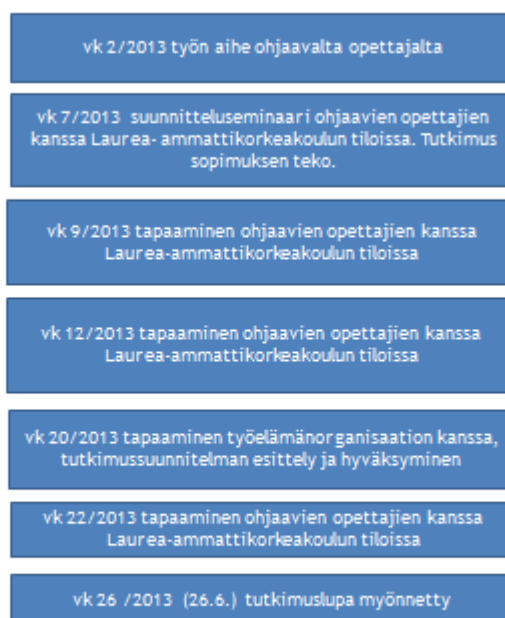 vk 2/2013 työn aihe ohjaavalta opettajalta
vk 7/2013 suunnitteluseminaari ohjaavien opettajien
kanssa Laurea- ammattikorkeakoulun tiloissa. Tutkimus
sopimuksen teko.
vk 9/2013 tapaaminen ohjaavien opettajien kanssa
Laurea-ammattikorkeakoulun tiloissa
vk 12/2013 tapaaminen ohjaavien opettajien kanssa
Laurea-ammattikorkeakoulun tiloissa
vk 20/2013 tapaaminen työelämänorganisaation kanssa,
tutkimussuunnitelman esittely ja hyväksyminen
vk 22/2013 tapaaminen ohjaavien opettajien kanssa
Laurea-ammattikorkeakoulun tiloissa
vk 26 /2013 (26.6.) tutkimuslupa myönnetty